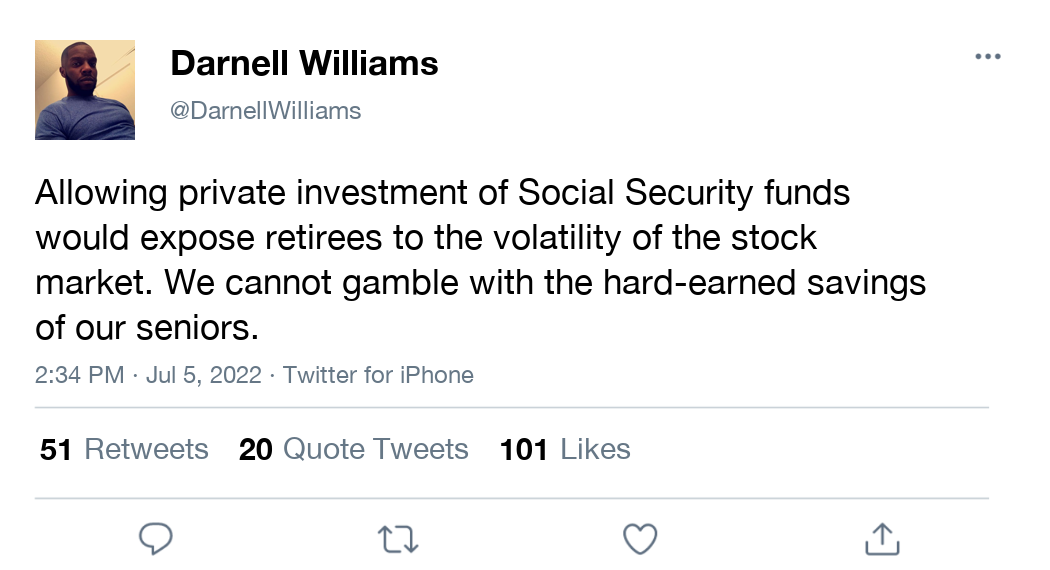 Darnell Williams
@DarnellWilliams
Allowing private investment of Social Security funds
would expose retirees to the volatility of the stock
market. We cannot gamble with the hard-earned savings
of our seniors.
2:34 PM · Jul 5, 2022 · Twitter for iPhone
51 Retweets 20 Quote Tweets 101 Likes